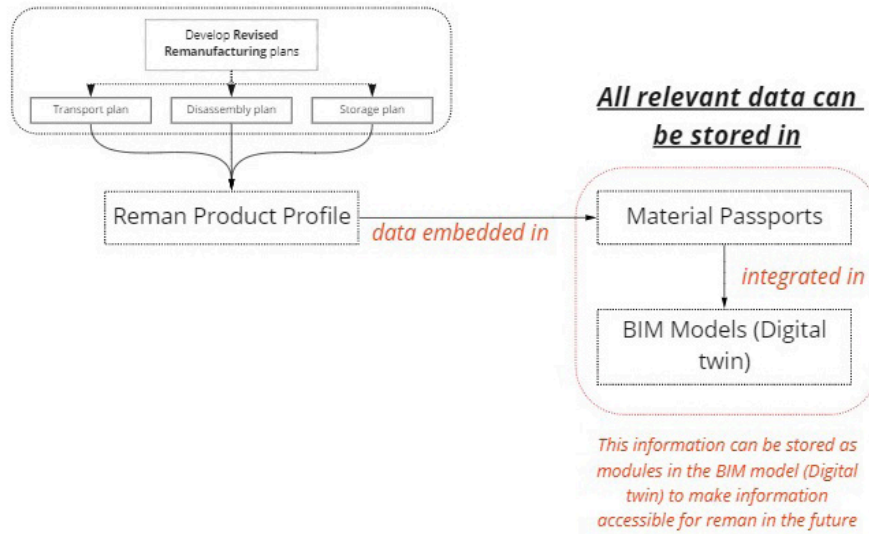 Develop Revised
Remanufacturing plans
Transport plan
Disassembly plan
Storage plan
All relevant data can
be stored in
Reman Product Profile
data embedded in
Material Passports
integrated in
BIM Models (Digital
twin)
This information can be stored as
modules in the BIM model (Digital
twin) to make information
accessible for reman in the future